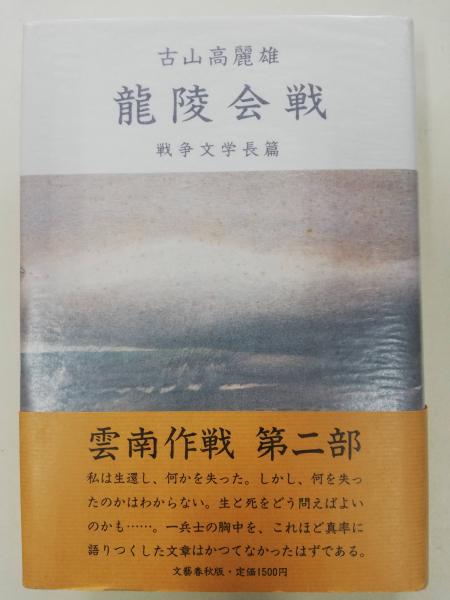 古山高麗雄
龍陵会戦
戦争文学長篇
雲南作戦 第二部
私は生還し、何かを失った。しかし、何を失っ
たのかはわからない。生と死をどう問えばよい
のかも……。一兵士の胸中を、これほど真率に
語りつくした文章はかつてなかったはずである。
文藝春秋版・定価1500円